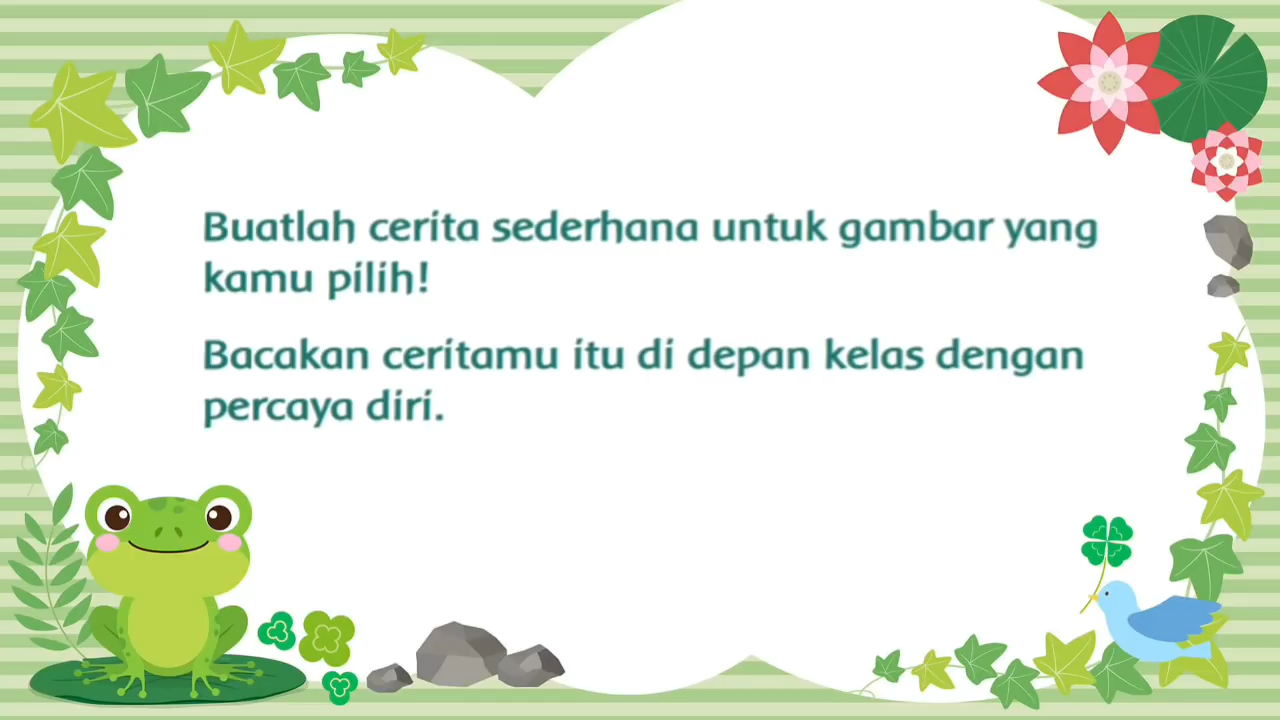 Buatlah cerita sederhana untuk gambar yang
kamu pilih!
Bacakan ceritamu itu di depan kelas dengan
percaya diri.